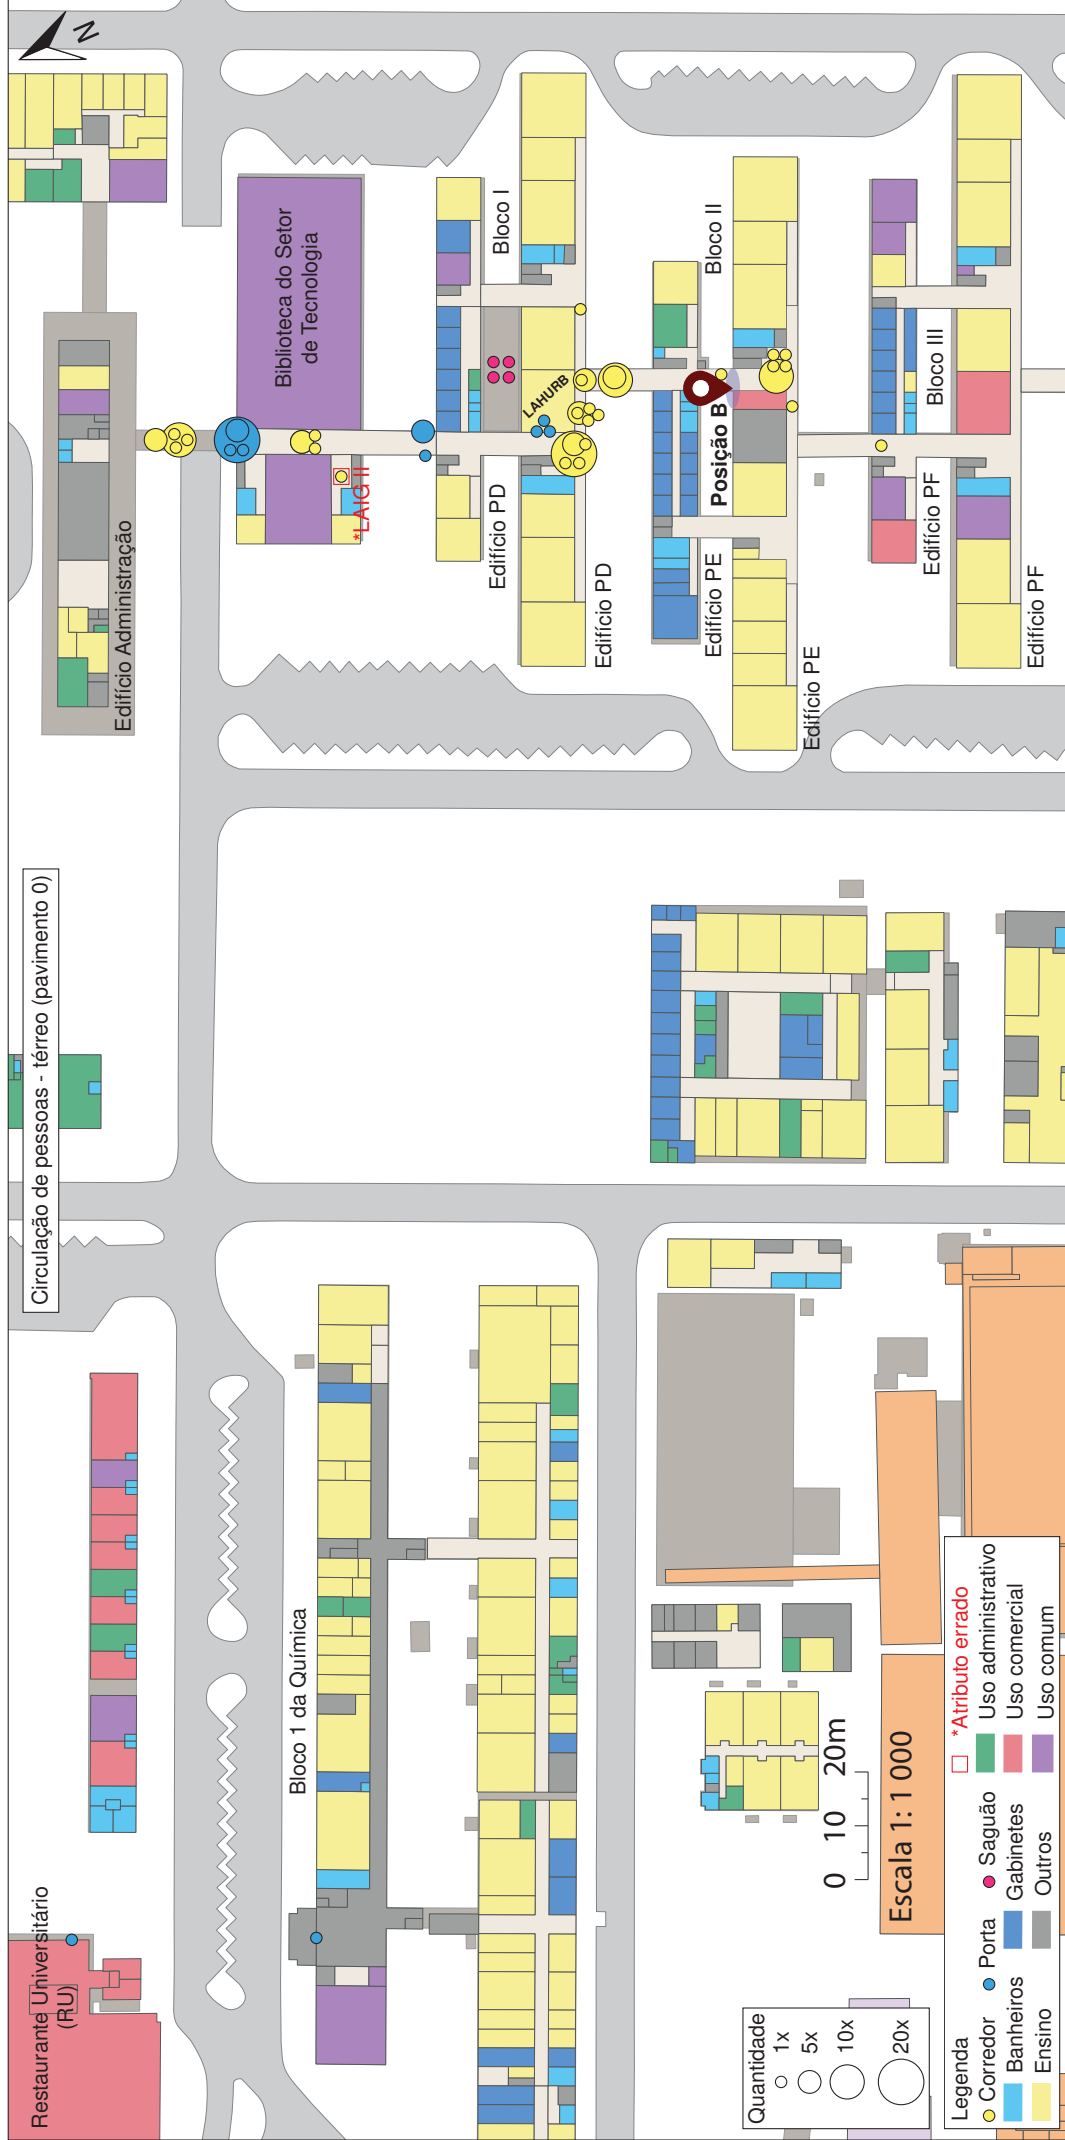 N
Circulação de pessoas - térreo (pavimento 0)
Restaurante Universitário
(RU)
Edifício Administração
Biblioteca do Setor
de Tecnologia
*LAIG II
Bloco 1 da Química
Bloco I
Edifício PD
LAHURB
Edifício PD
Bloco II
Posição B
Edifício PE
Edifício PE
Bloco III
Edifício PF
Edifício PF
Quantidade
1x
5x
10x
20x
0 10 20m
Escala 1: 1 000
Legenda
Corredor Porta Saguão *Atributo errado
Banheiros Gabinetes Uso administrativo
Ensino Outros Uso comercial
Uso comum